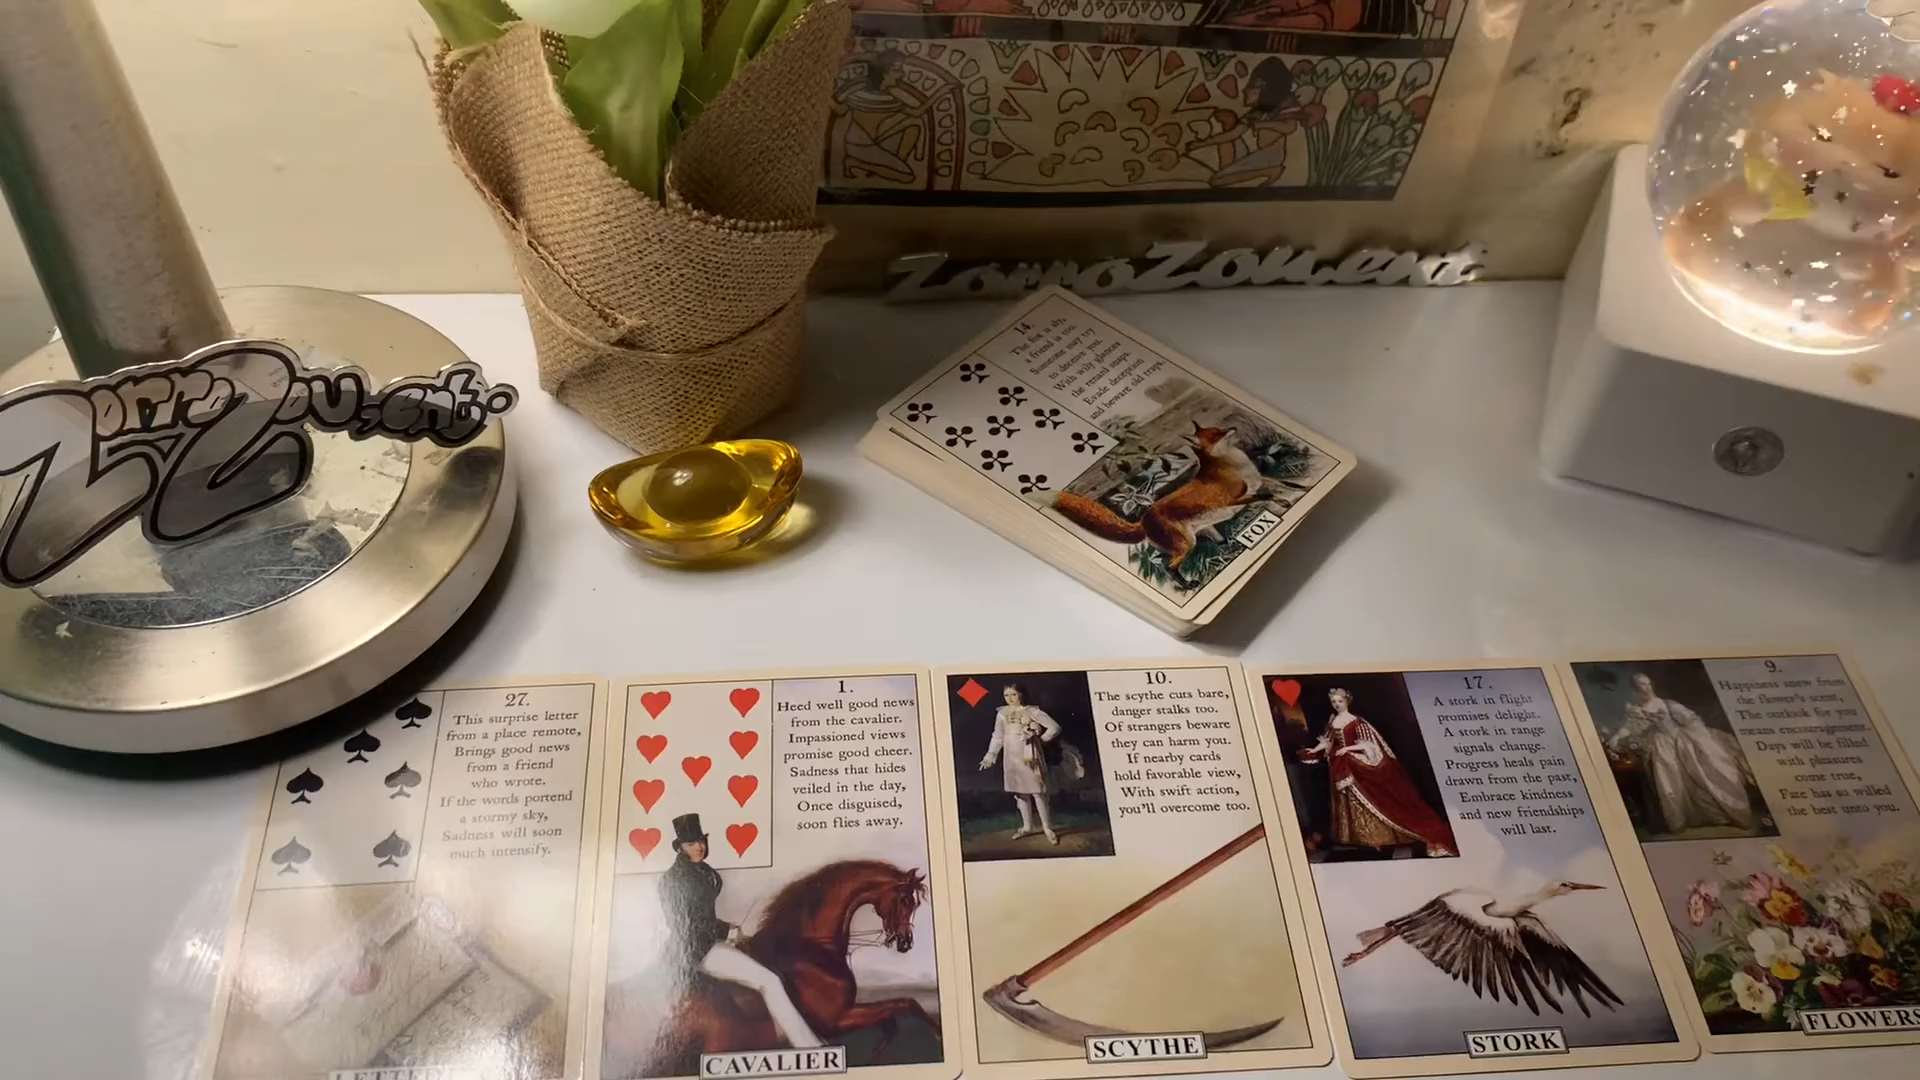 ZorroZou.ent
ZorroZou.ent.
14.
The fox is sly,
a friend is too.
Someone may try
to deceive you.
With wily glances
the renard snaps.
Evade deception
and beware old traps.
FOX
27.
This surprise letter
from a place remote,
Brings good news
from a friend
who wrote.
If the words portend
a stormy sky,
Sadness will soon
much intensify.
LETTER
1.
Heed well good news
from the cavalier.
Impassioned views
promise good cheer.
Sadness that hides
veiled in the day,
Once disguised,
soon flies away.
CAVALIER
10.
The scythe cuts bare,
danger stalks too.
Of strangers beware
they can harm you.
If nearby cards
hold favorable view,
With swift action,
you'll overcome too.
SCYTHE
17.
A stork in flight
promises delight.
A stork in range
signals change.
Progress heals pain
drawn from the past,
Embrace kindness
and new friendships
will last.
STORK
9.
Happiness anew from
the flower's scent,
The outlook for you
means encouragement.
Days will be filled
with pleasures
come true,
Fate has so willed
the best unto you.
FLOWERS